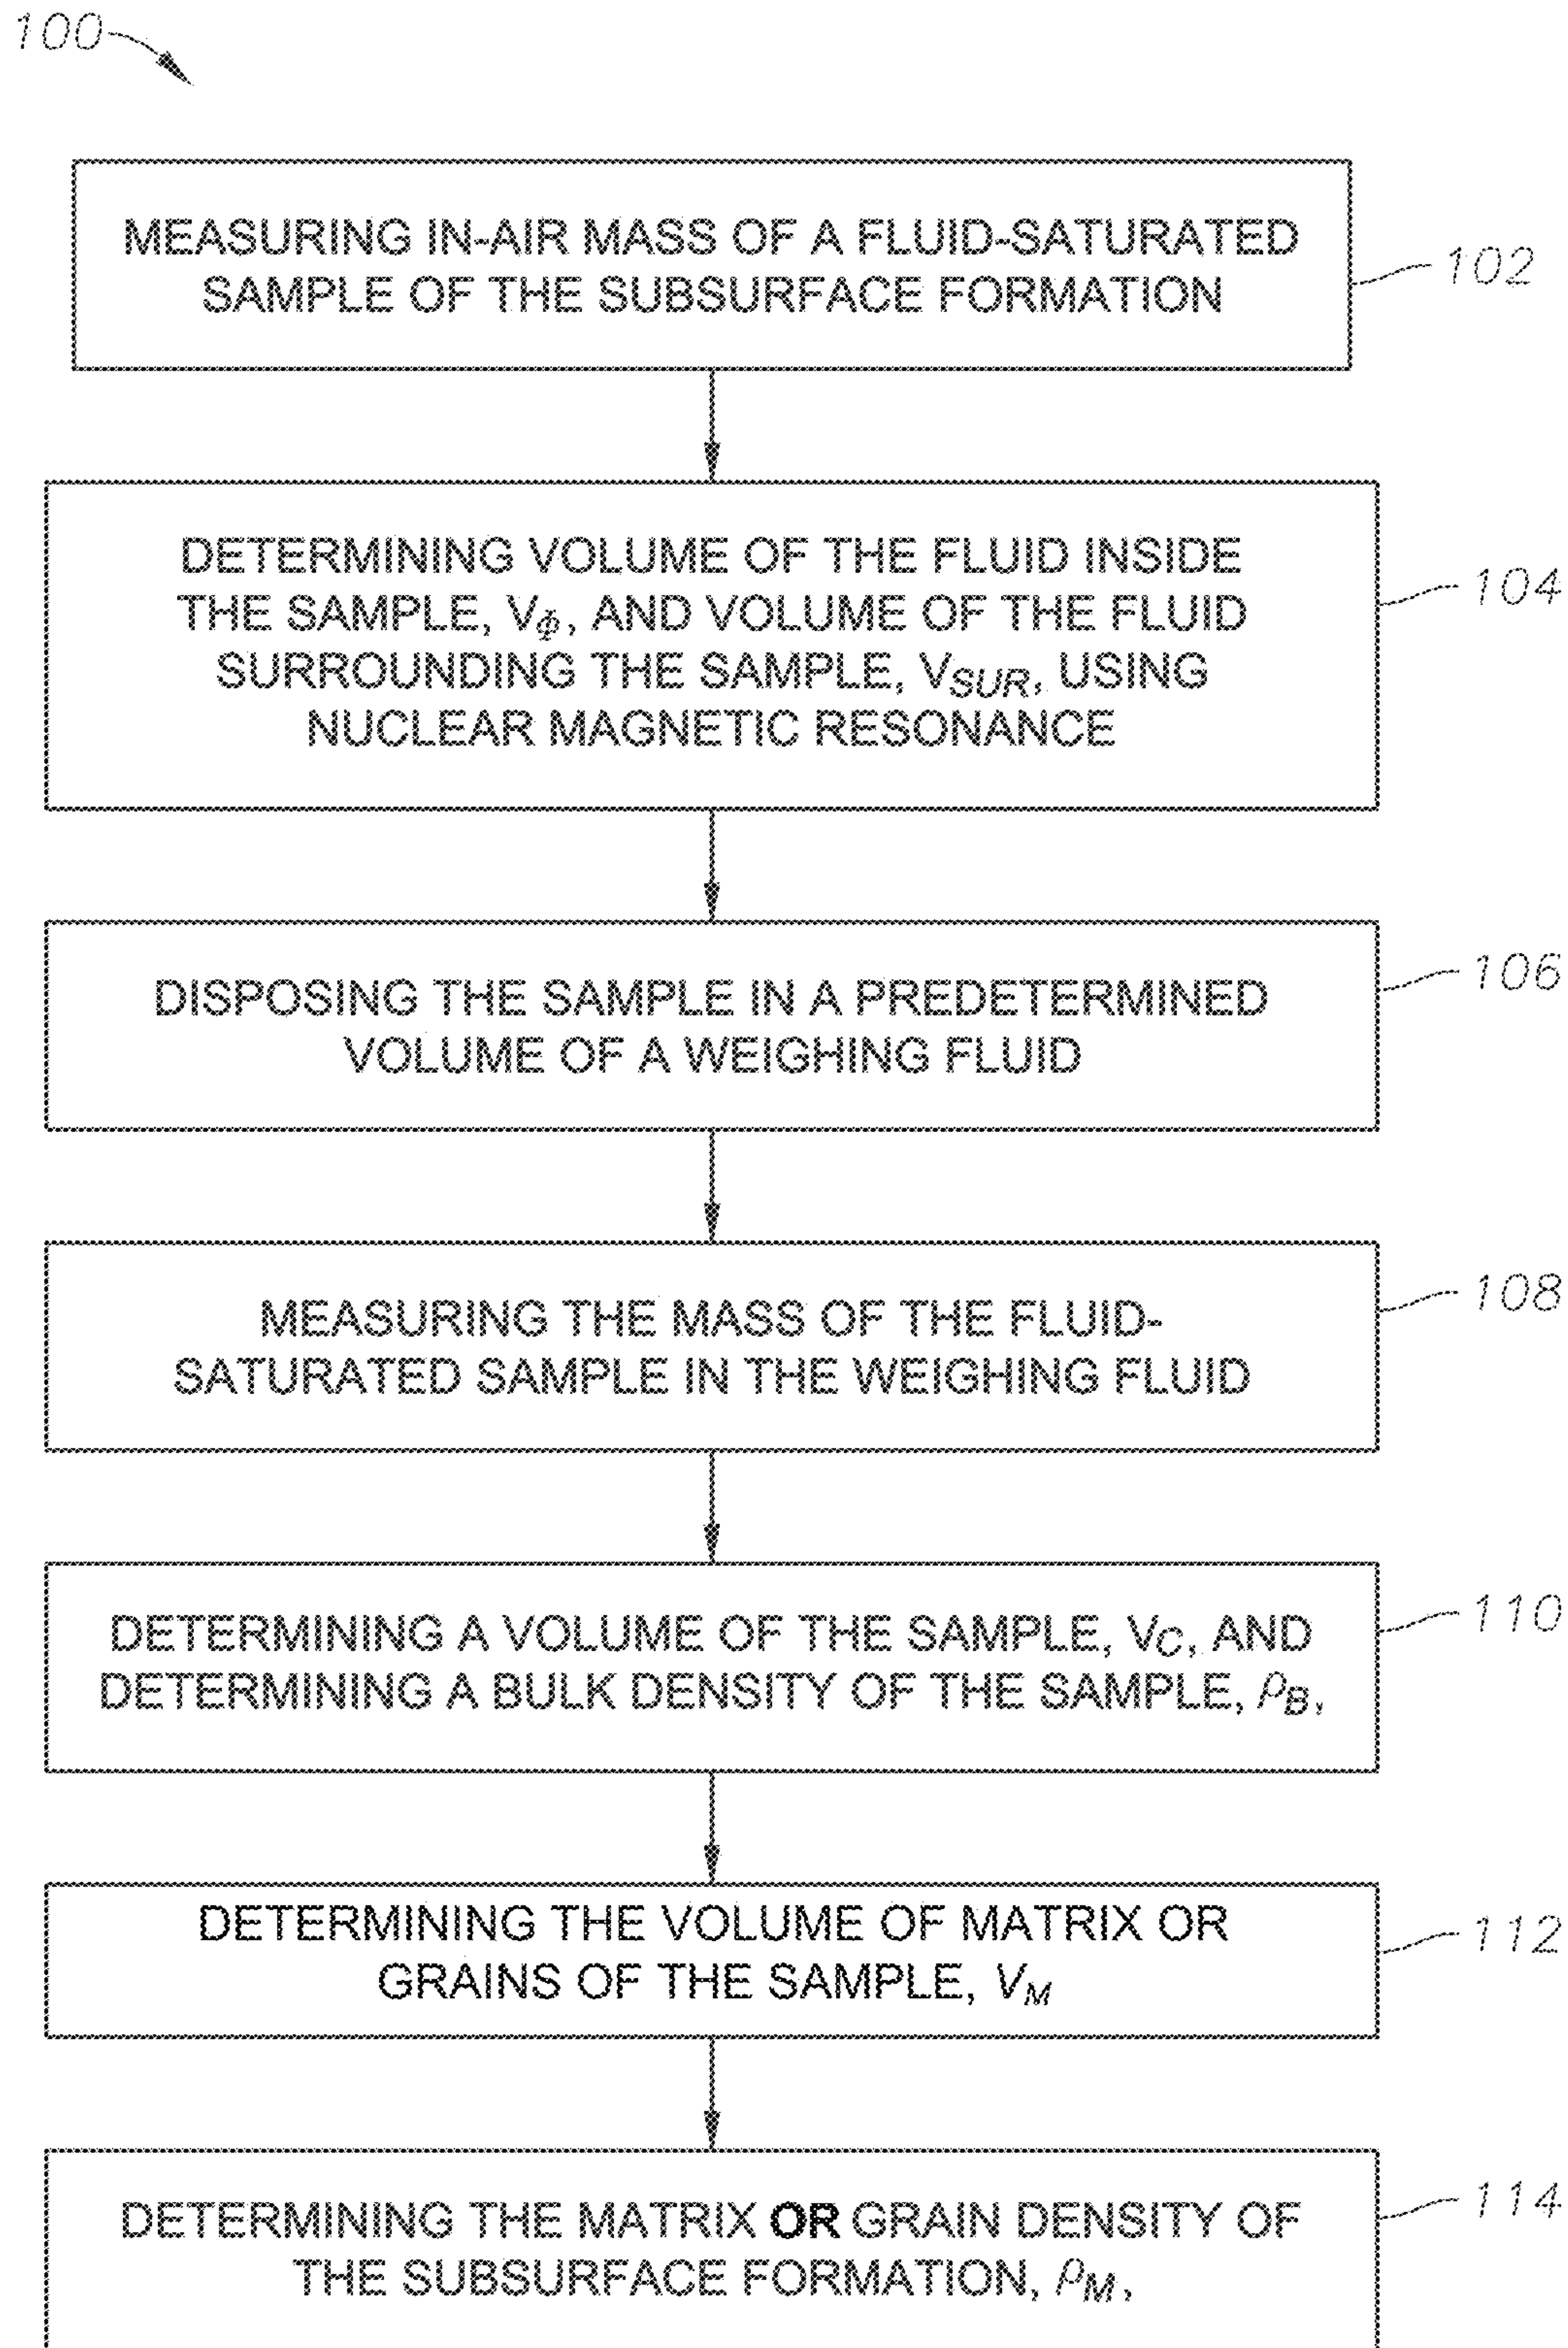 100
MEASURING IN-AIR MASS OF A FLUID-SATURATED
SAMPLE OF THE SUBSURFACE FORMATION
102
DETERMINING VOLUME OF THE FLUID INSIDE
THE SAMPLE, VΦ, AND VOLUME OF THE FLUID
SURROUNDING THE SAMPLE, VSUR, USING
NUCLEAR MAGNETIC RESONANCE
104
DISPOSING THE SAMPLE IN A PREDETERMINED
VOLUME OF A WEIGHING FLUID
106
MEASURING THE MASS OF THE FLUID-
SATURATED SAMPLE IN THE WEIGHING FLUID
108
DETERMINING A VOLUME OF THE SAMPLE, VC, AND
DETERMINING A BULK DENSITY OF THE SAMPLE, ρB,
110
DETERMINING THE VOLUME OF MATRIX OR
GRAINS OF THE SAMPLE, VM
112
DETERMINING THE MATRIX OR GRAIN DENSITY OF
THE SUBSURFACE FORMATION, ρM,
114